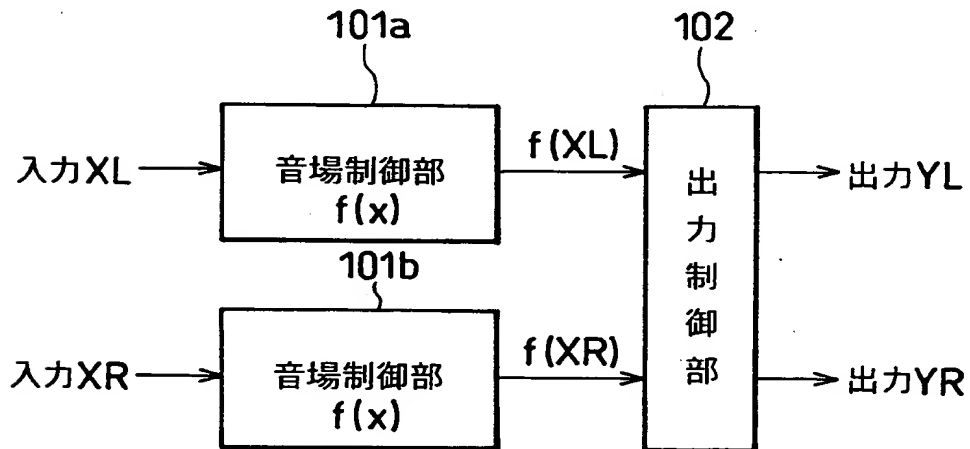 101a
102
入力XL
音場制御部
f(x)
f(XL)
出力制御部
出力YL
101b
入力XR
音場制御部
f(x)
f(XR)
出力YR